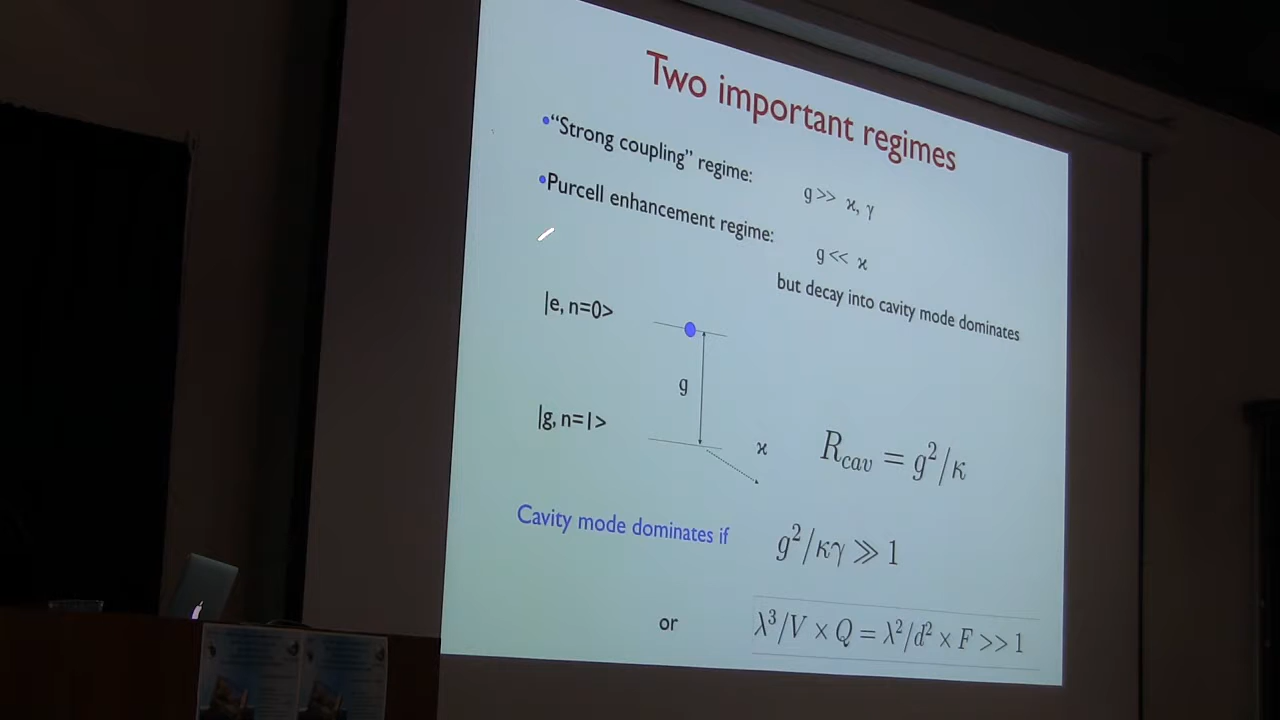 Two important regimes
•“Strong coupling” regime: g>> ϰ, γ
•Purcell enhancement regime: g<< ϰ
but decay into cavity mode dominates
|e, n=0>
g
|g, n=1>
ϰ
R_cav = g²/κ
Cavity mode dominates if g²/κγ ≫ 1
or λ³/V × Q = λ²/d² × F >> 1